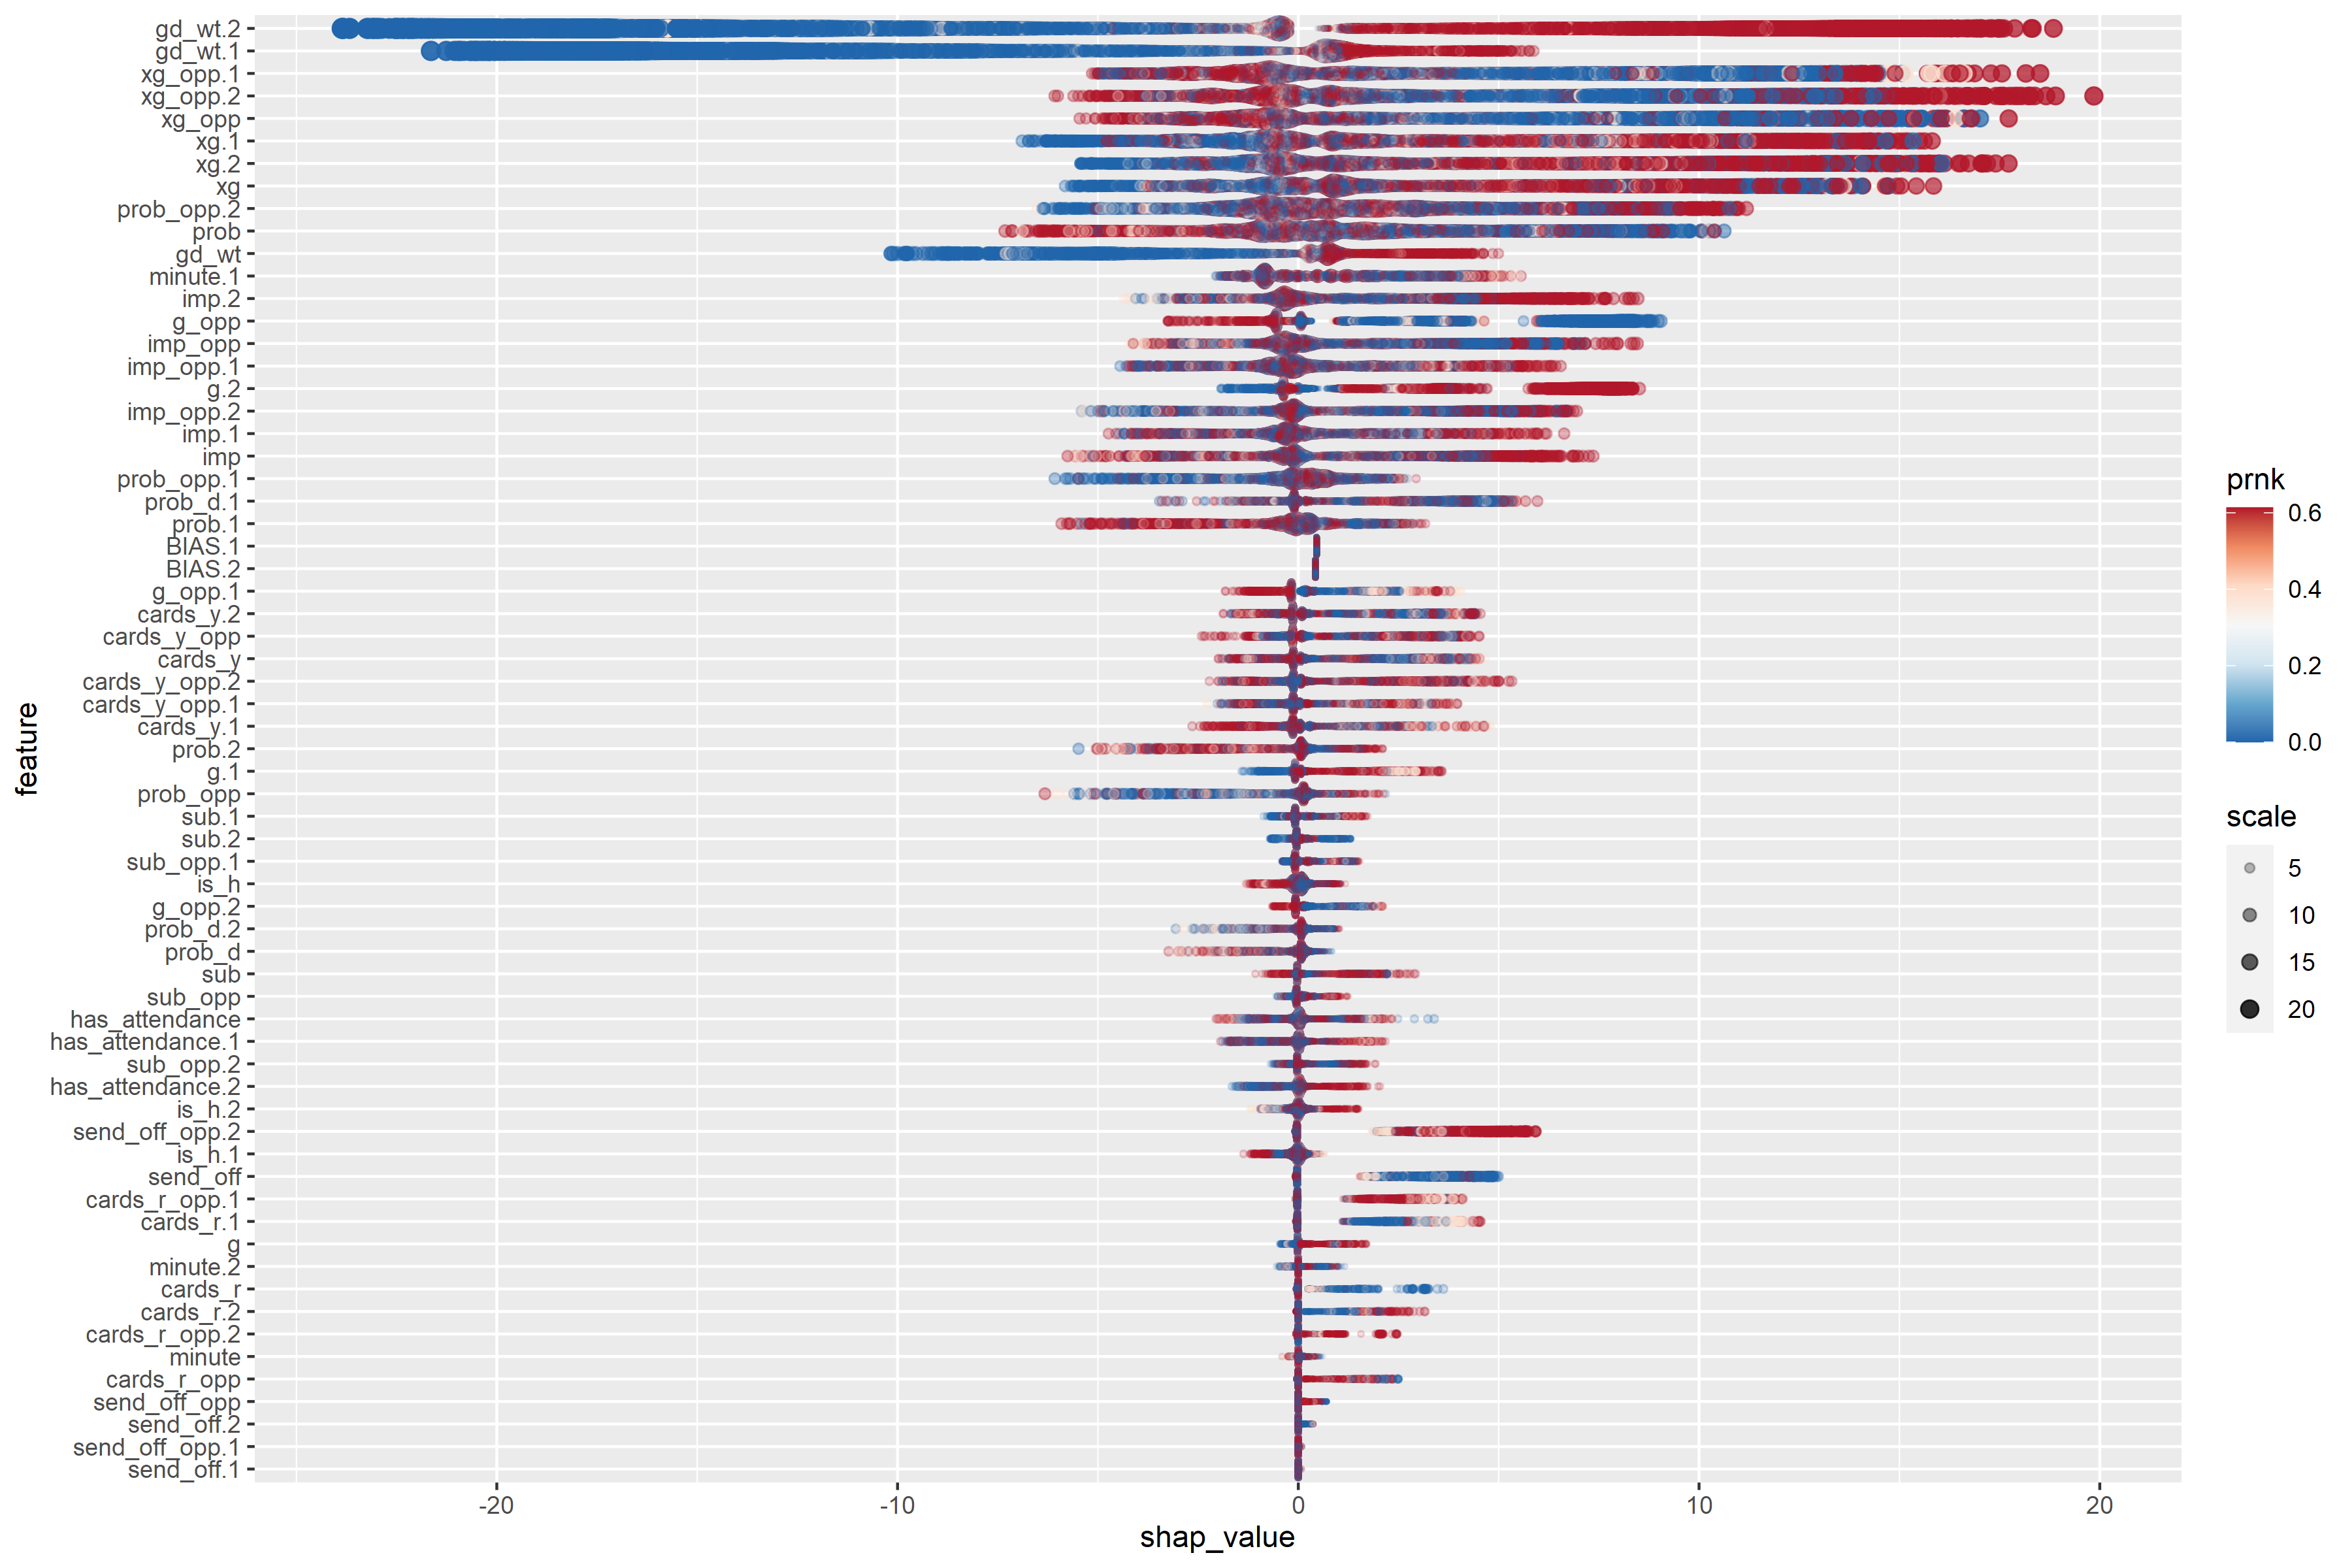 gd_wt.2
gd_wt.1
xg_opp.1
xg_opp.2
xg_opp
xg.1
xg.2
xg
prob_opp.2
prob
gd_wt
minute.1
imp.2
g_opp
imp_opp
imp_opp.1
g.2
imp_opp.2
imp.1
imp
prob_opp.1
prob_d.1
prob.1
BIAS.1
BIAS.2
g_opp.1
cards_y.2
cards_y_opp
cards_y
cards_y_opp.2
cards_y_opp.1
cards_y.1
prob.2
g.1
prob_opp
sub.1
sub.2
sub_opp.1
is_h
g_opp.2
prob_d.2
prob_d
sub
sub_opp
has_attendance
has_attendance.1
sub_opp.2
has_attendance.2
is_h.2
send_off_opp.2
is_h.1
send_off
cards_r_opp.1
cards_r.1
g
minute.2
cards_r
cards_r.2
cards_r_opp.2
minute
cards_r_opp
send_off_opp
send_off.2
send_off_opp.1
send_off.1
feature
-20 -10 0 10 20
shap_value
prnk
0.6
0.4
0.2
0.0
scale
5
10
15
20